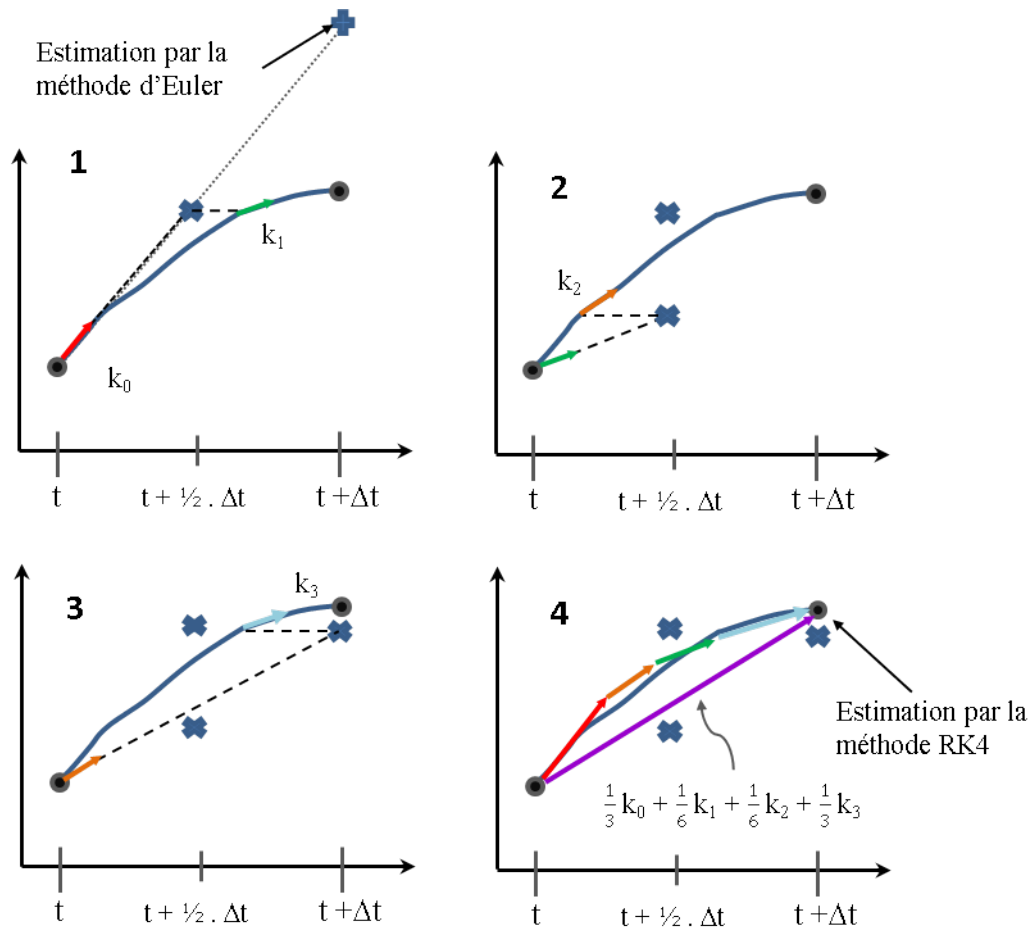 Estimation par la
méthode d'Euler
1
k₁
k₀
t
t + ½ . Δt
t +Δt
2
k₂
t
t + ½ . Δt
t +Δt
3
k₃
t
t + ½ . Δt
t +Δt
4
Estimation par la
méthode RK4
1/3 k₀ + 1/6 k₁ + 1/6 k₂ + 1/3 k₃
t
t + ½ . Δt
t +Δt